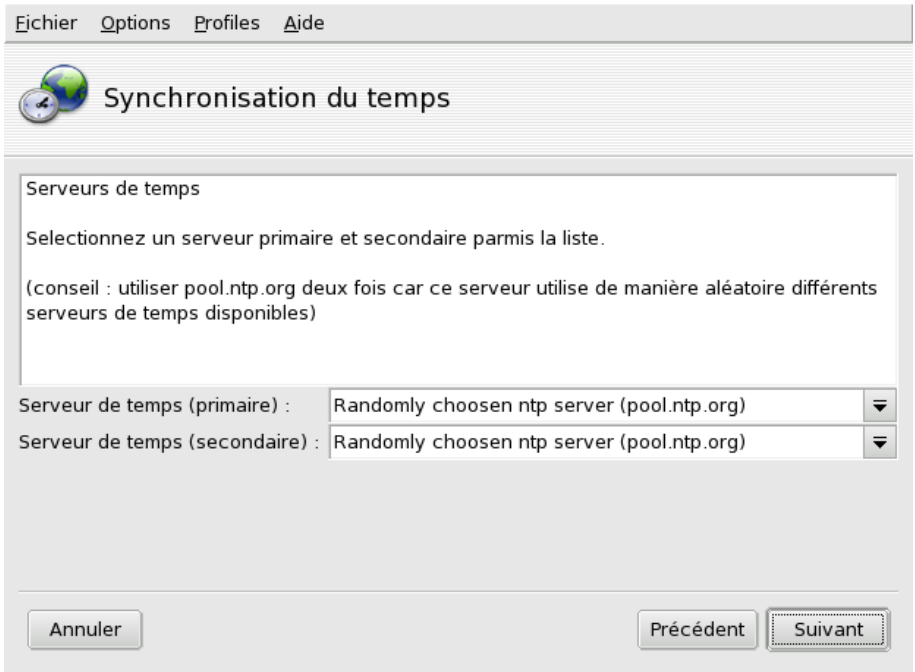 Fichier Options Profiles Aide
Synchronisation du temps
Serveurs de temps
Selectionnez un serveur primaire et secondaire parmis la liste.
(conseil : utiliser pool.ntp.org deux fois car ce serveur utilise de manière aléatoire différents
serveurs de temps disponibles)
Serveur de temps (primaire) : Randomly choosen ntp server (pool.ntp.org)
Serveur de temps (secondaire) : Randomly choosen ntp server (pool.ntp.org)
Annuler Précédent Suivant